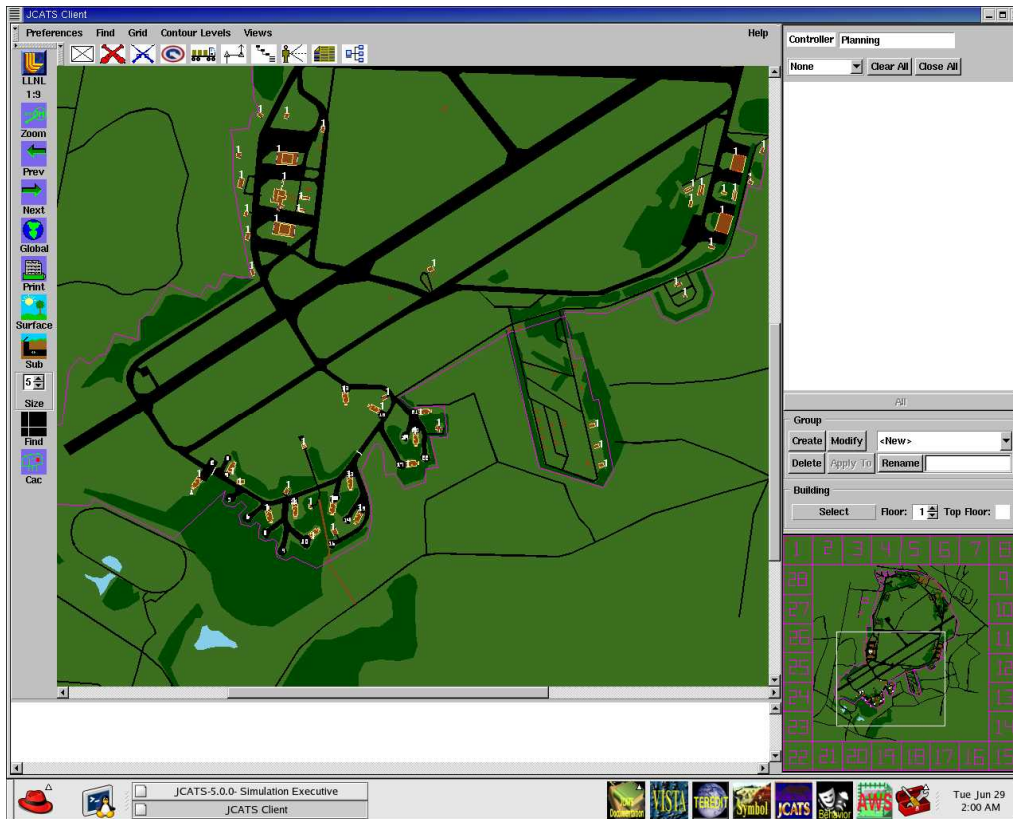 JCATS Client
Preferences Find Grid Contour Levels Views Help
LLNL
1:9
Zoom
Prev
Next
Global
Print
Surface
Sub
5
Size
Find
Cac
Controller Planning
None Clear All Close All
All
Group
Create Modify <New>
Delete Apply To Rename
Building
Select Floor: 1 Top Floor:
1 2 3 4 5 6 7 8
28 9
27 10
26 11
25 12
24 13
23 14
22 21 20 19 18 17 16 15
JCATS-5.0.0- Simulation Executive
JCATS Client
JCATS Documentation
VISTA
TEREDIT
Symbol
JCATS
Behavior
AWS
Tue Jun 29
2:00 AM